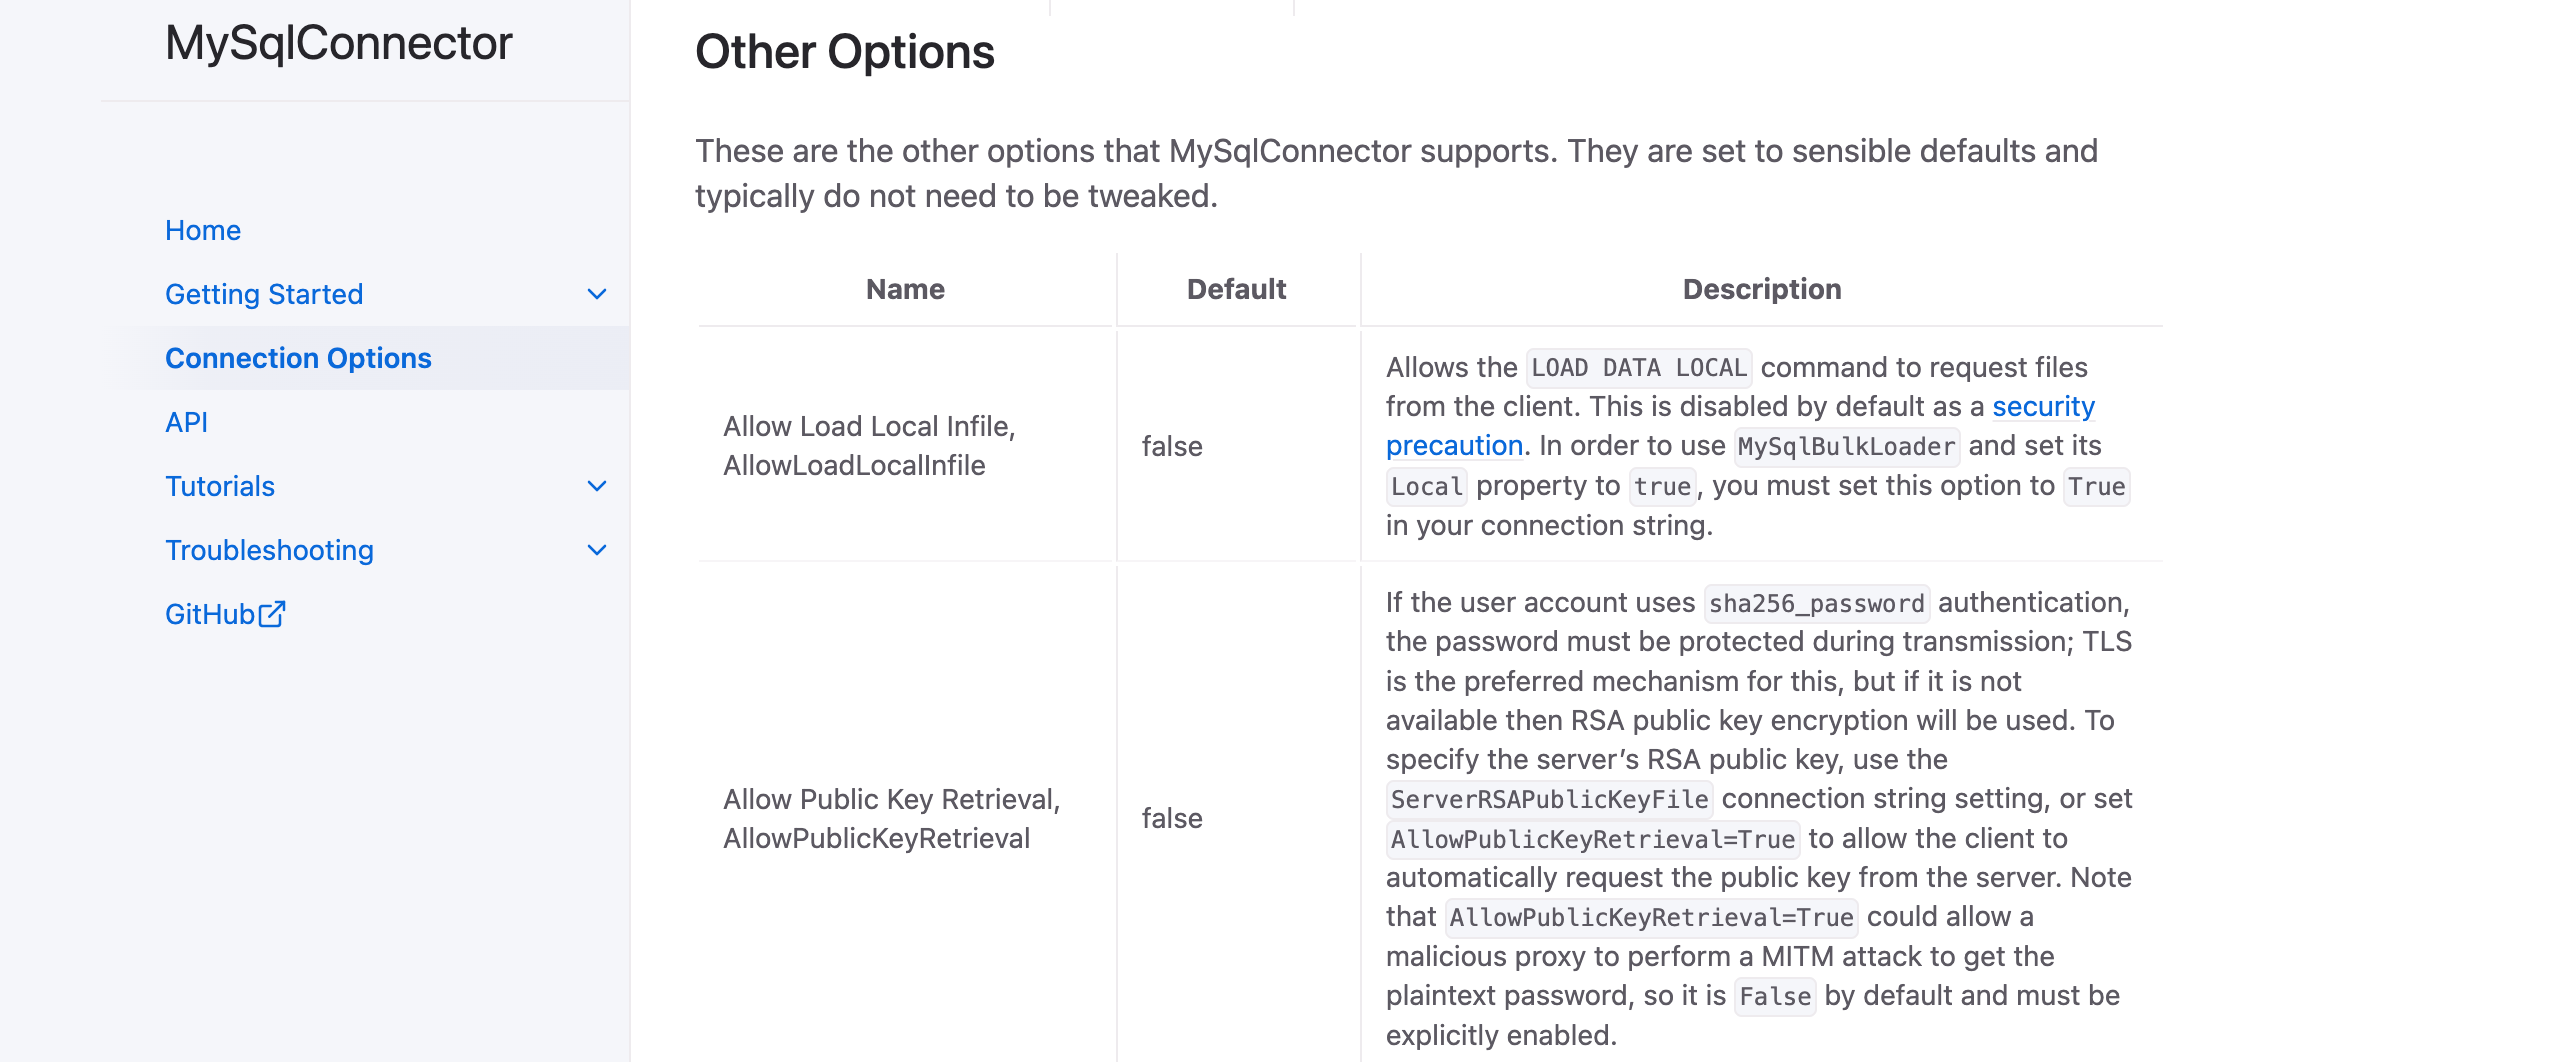 MySqlConnector
Home
Getting Started
Connection Options
API
Tutorials
Troubleshooting
GitHub
Other Options
These are the other options that MySqlConnector supports. They are set to sensible defaults and
typically do not need to be tweaked.
Name Default Description
Allow Load Local Infile,
AllowLoadLocalInfile
false
Allows the LOAD DATA LOCAL command to request files
from the client. This is disabled by default as a security
precaution. In order to use MySqlBulkLoader and set its
Local property to true, you must set this option to True
in your connection string.
Allow Public Key Retrieval,
AllowPublicKeyRetrieval
false
If the user account uses sha256_password authentication,
the password must be protected during transmission; TLS
is the preferred mechanism for this, but if it is not
available then RSA public key encryption will be used. To
specify the server’s RSA public key, use the
ServerRSAPublicKeyFile connection string setting, or set
AllowPublicKeyRetrieval=True to allow the client to
automatically request the public key from the server. Note
that AllowPublicKeyRetrieval=True could allow a
malicious proxy to perform a MITM attack to get the
plaintext password, so it is False by default and must be
explicitly enabled.